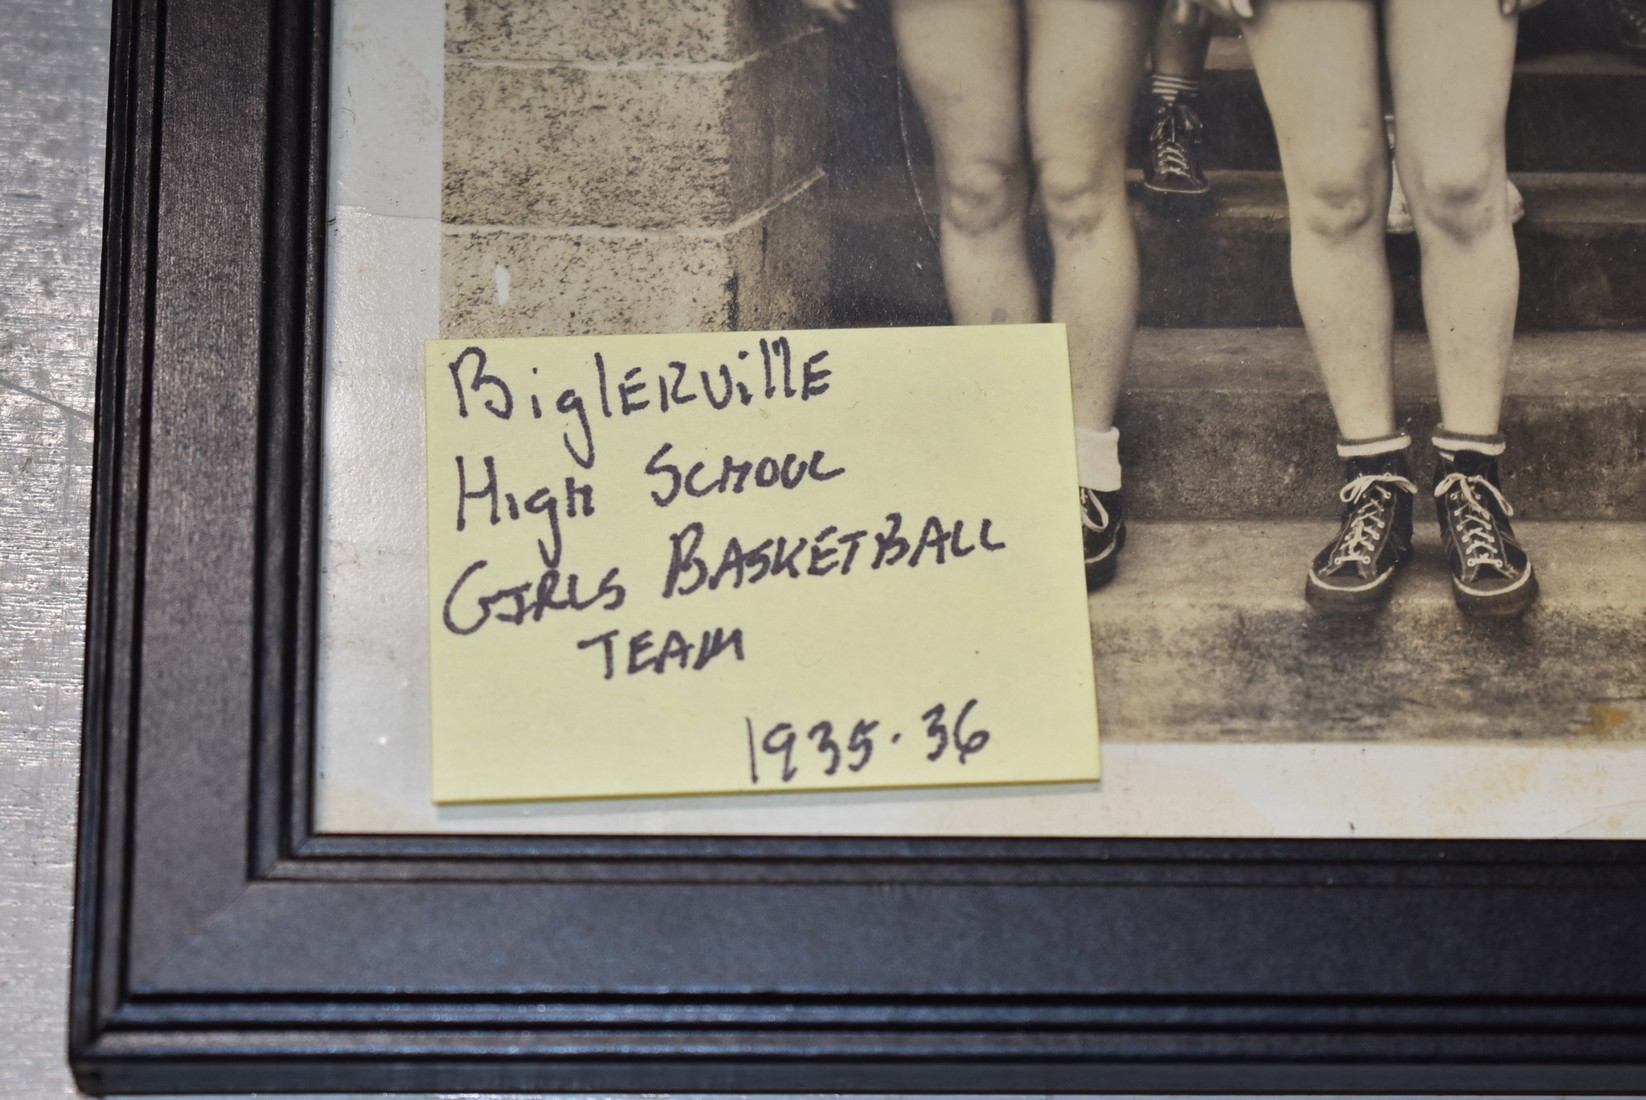 Biglerville
High School
Girls Basketball
Team
1935-36